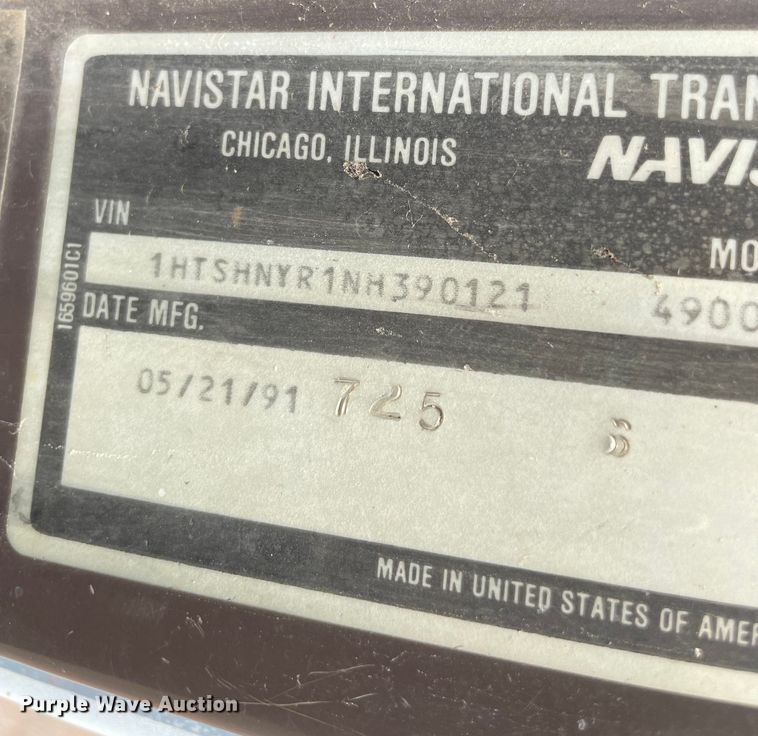 NAVISTAR INTERNATIONAL TRAN
CHICAGO, ILLINOIS
NAVIS
VIN
MO
1HTSHNYR1NH390121
4900
1659601C1
DATE MFG.
05/21/91 725
MADE IN UNITED STATES OF AMER
Purple Wave Auction